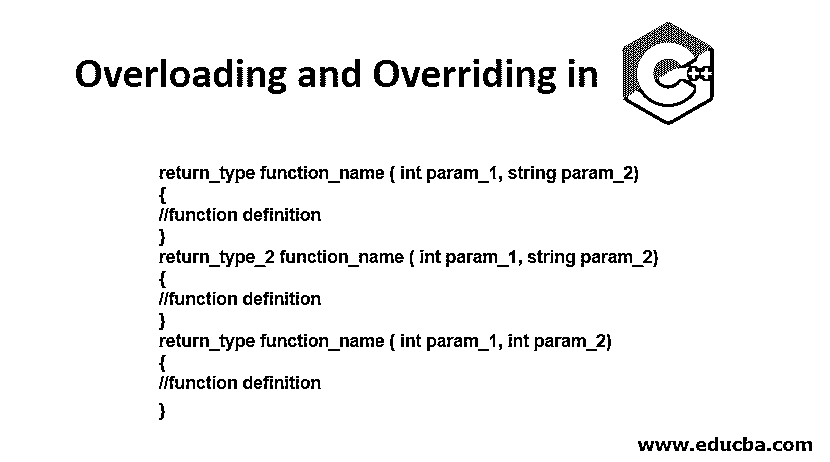 Overloading and Overriding in C++
return_type function_name ( int param_1, string param_2)
{
//function definition
}
return_type_2 function_name ( int param_1, string param_2)
{
//function definition
}
return_type function_name ( int param_1, int param_2)
{
//function definition
}
www.educba.com